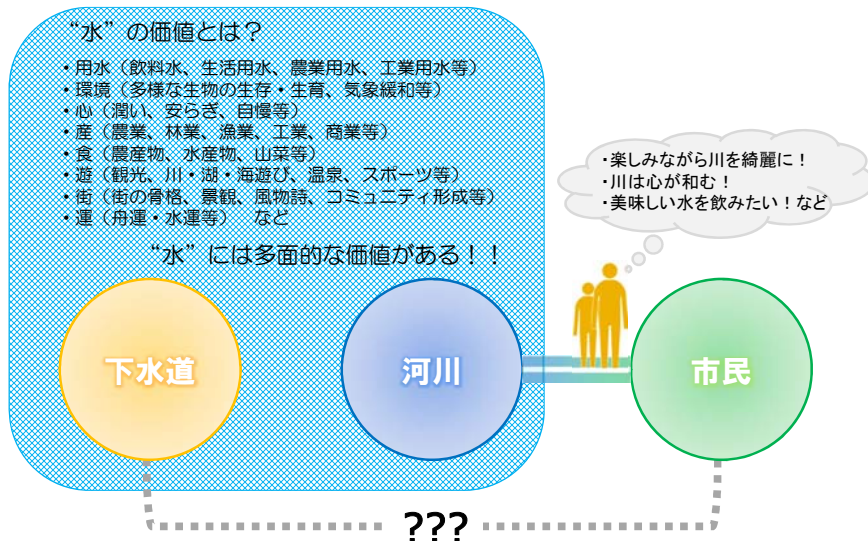 “水”の価値とは？
・用水（飲料水、生活用水、農業用水、工業用水等）
・環境（多様な生物の生存・生育、気象緩和等）
・心（潤い、安らぎ、自慢等）
・産（農業、林業、漁業、工業、商業等）
・食（農産物、水産物、山菜等）
・遊（観光、川・湖・海遊び、温泉、スポーツ等）
・街（街の骨格、景観、風物詩、コミュニティ形成等）
・運（舟運・水運等）　など
“水”には多面的な価値がある！！
・楽しみながら川を綺麗に！
・川は心が和む！
・美味しい水を飲みたい！など
下水道
河川
市民
???